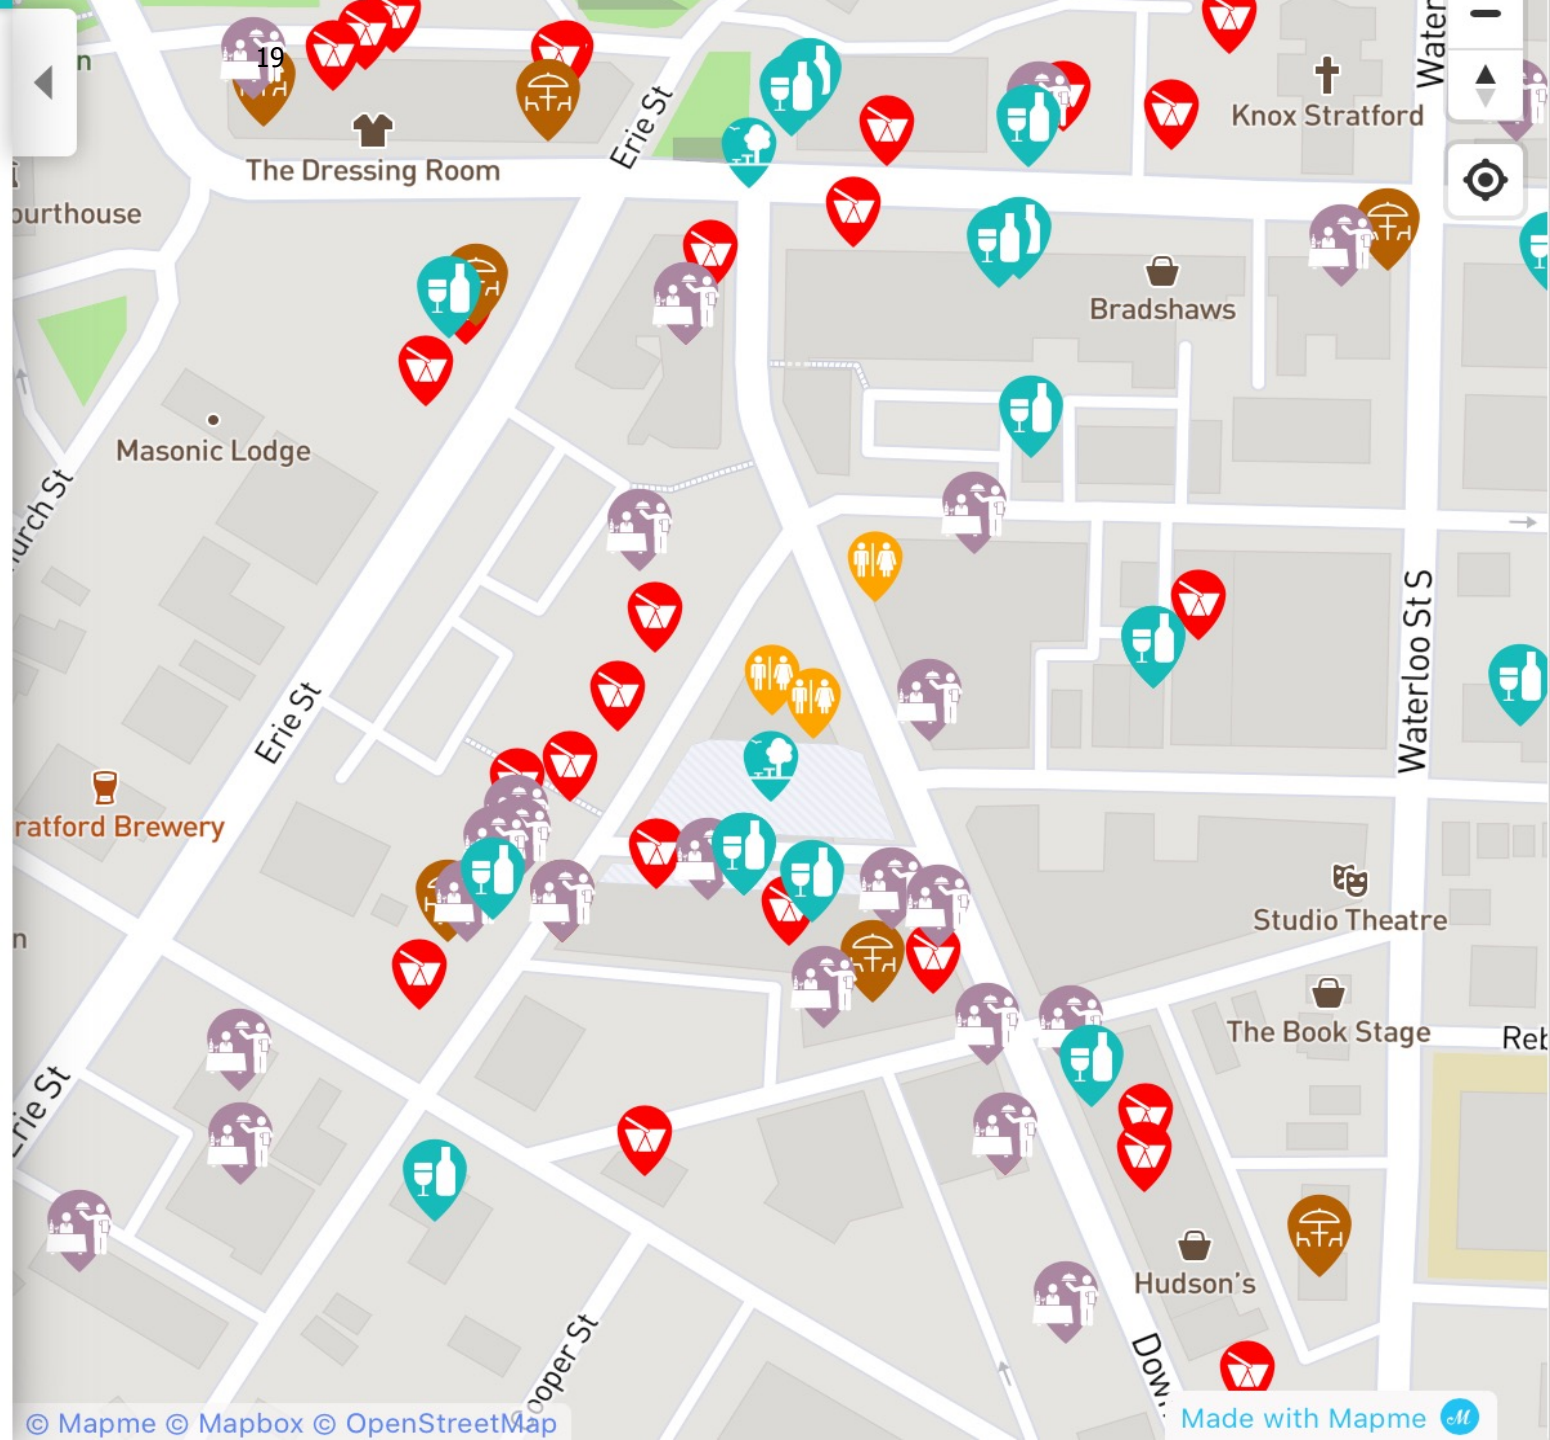 19
n
Water
Knox Stratford
The Dressing Room
Erie St
ourthouse
Bradshaws
Masonic Lodge
urch St
Erie St
Waterloo St S
ratford Brewery
n
Studio Theatre
The Book Stage
Reb
Erie St
Hudson's
Cooper St
Down
© Mapme © Mapbox © OpenStreetMap
Made with Mapme